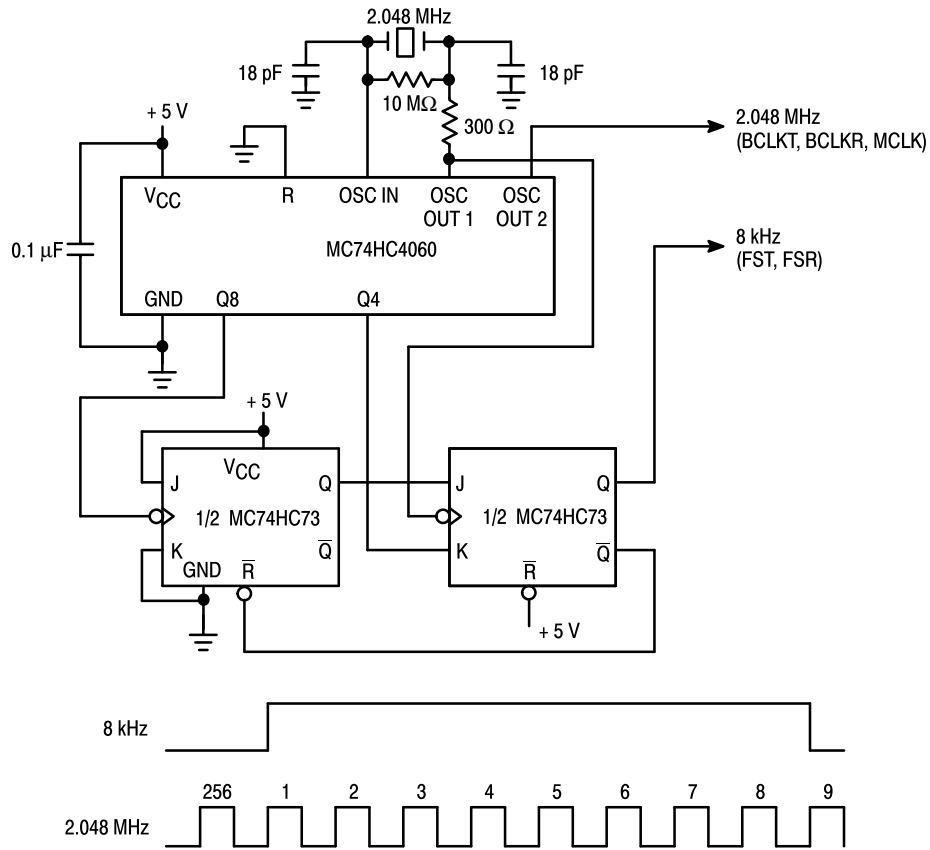 2.048 MHz
18 pF
18 pF
10 MΩ
300 Ω
+ 5 V
2.048 MHz
(BCLKT, BCLKR, MCLK)
VCC
R
OSC IN
OSC
OUT 1
OSC
OUT 2
0.1 µF
MC74HC4060
8 kHz
(FST, FSR)
GND
Q8
Q4
+ 5 V
VCC
J
Q
J
Q
1/2 MC74HC73
1/2 MC74HC73
K
Q̅
K
Q̅
GND
R̅
R̅
+ 5 V
8 kHz
256 1 2 3 4 5 6 7 8 9
2.048 MHz